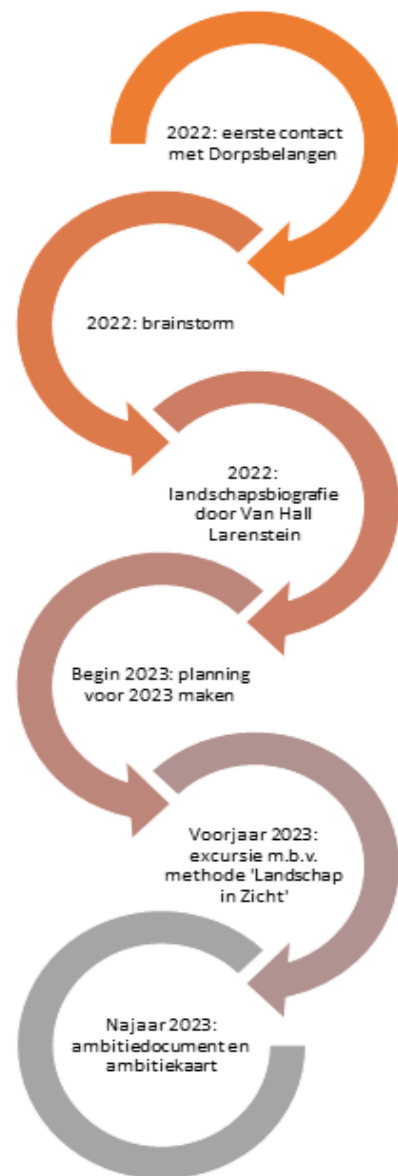 2022: eerste contact
met Dorpsbelangen
2022: brainstorm
2022:
landschapsbiografie
door Van Hall
Larenstein
Begin 2023: planning
voor 2023 maken
Voorjaar 2023:
excursie m.b.v.
methode 'Landschap
in Zicht'
Najaar 2023:
ambitiedocument en
ambitiekaart